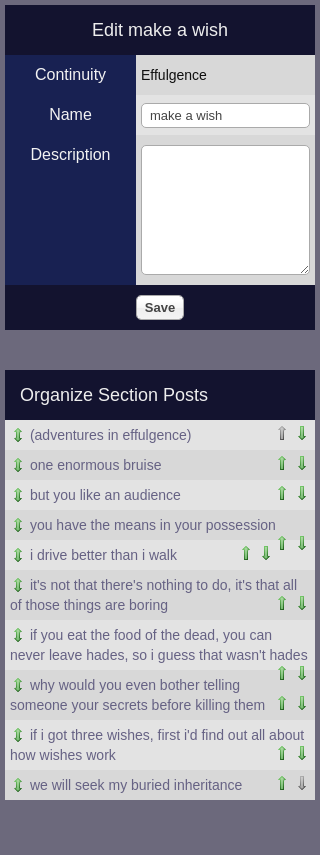 Edit make a wish
Continuity
Effulgence
Name
make a wish
Description
Save
Organize Section Posts
(adventures in effulgence)
one enormous bruise
but you like an audience
you have the means in your possession
i drive better than i walk
it's not that there's nothing to do, it's that all
of those things are boring
if you eat the food of the dead, you can
never leave hades, so i guess that wasn't hades
why would you even bother telling
someone your secrets before killing them
if i got three wishes, first i'd find out all about
how wishes work
we will seek my buried inheritance